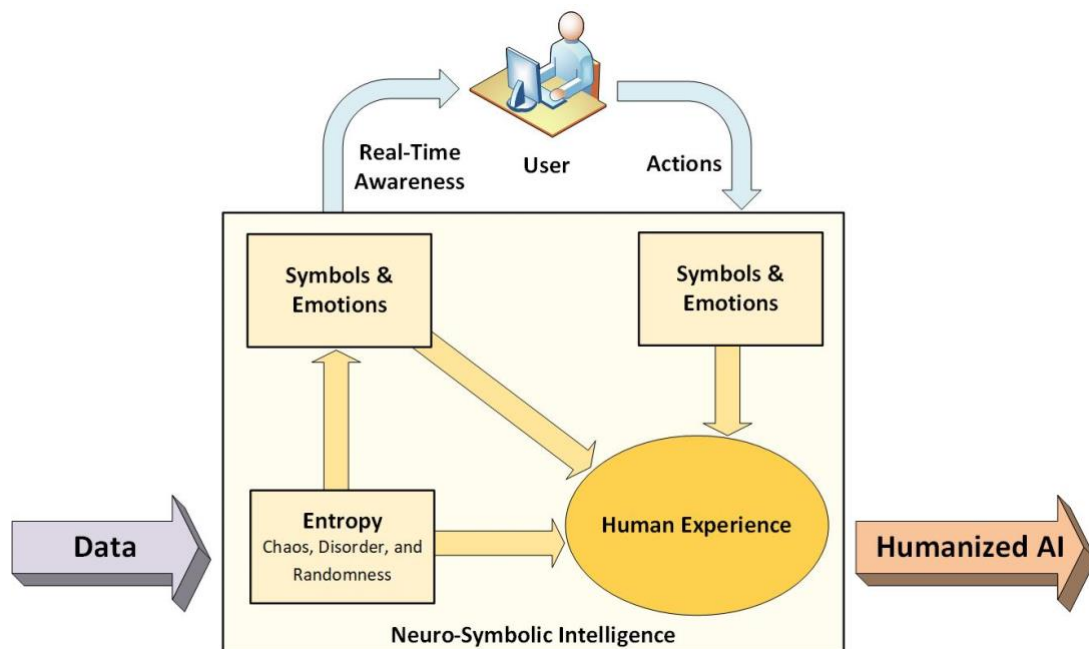 Real-Time
Awareness
User
Actions
Symbols &
Emotions
Symbols &
Emotions
Entropy
Chaos, Disorder, and
Randomness
Human Experience
Data
Humanized AI
Neuro-Symbolic Intelligence